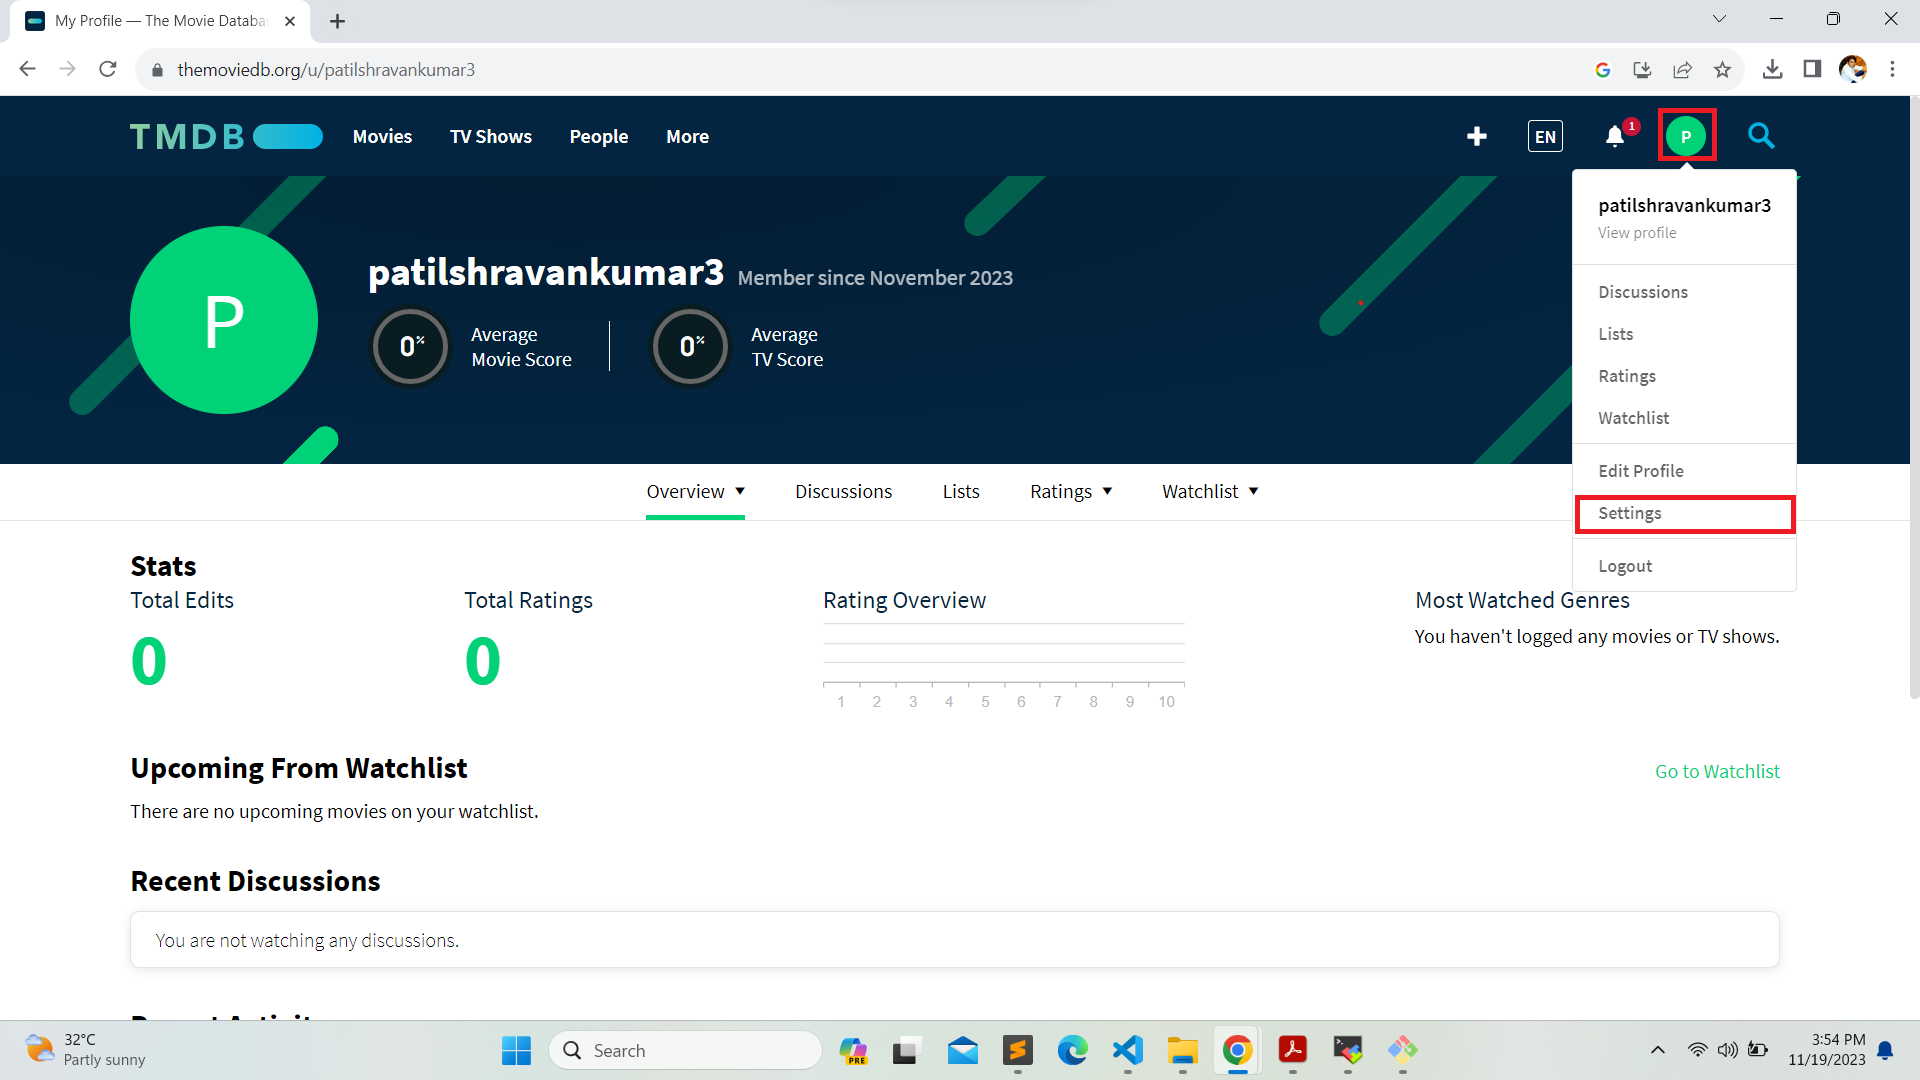 My Profile — The Movie Databa
themoviedb.org/u/patilshravankumar3
TMDB
Movies
TV Shows
People
More
EN
1
P
patilshravankumar3
View profile
Discussions
Lists
Ratings
Watchlist
Edit Profile
Settings
Logout
P
patilshravankumar3 Member since November 2023
0%
Average
Movie Score
0%
Average
TV Score
Overview
Discussions
Lists
Ratings
Watchlist
Stats
Total Edits
0
Total Ratings
0
Rating Overview
1 2 3 4 5 6 7 8 9 10
Most Watched Genres
You haven't logged any movies or TV shows.
Upcoming From Watchlist
Go to Watchlist
There are no upcoming movies on your watchlist.
Recent Discussions
You are not watching any discussions.
Recent Activit
32°C
Partly sunny
Search
PRE
3:54 PM
11/19/2023